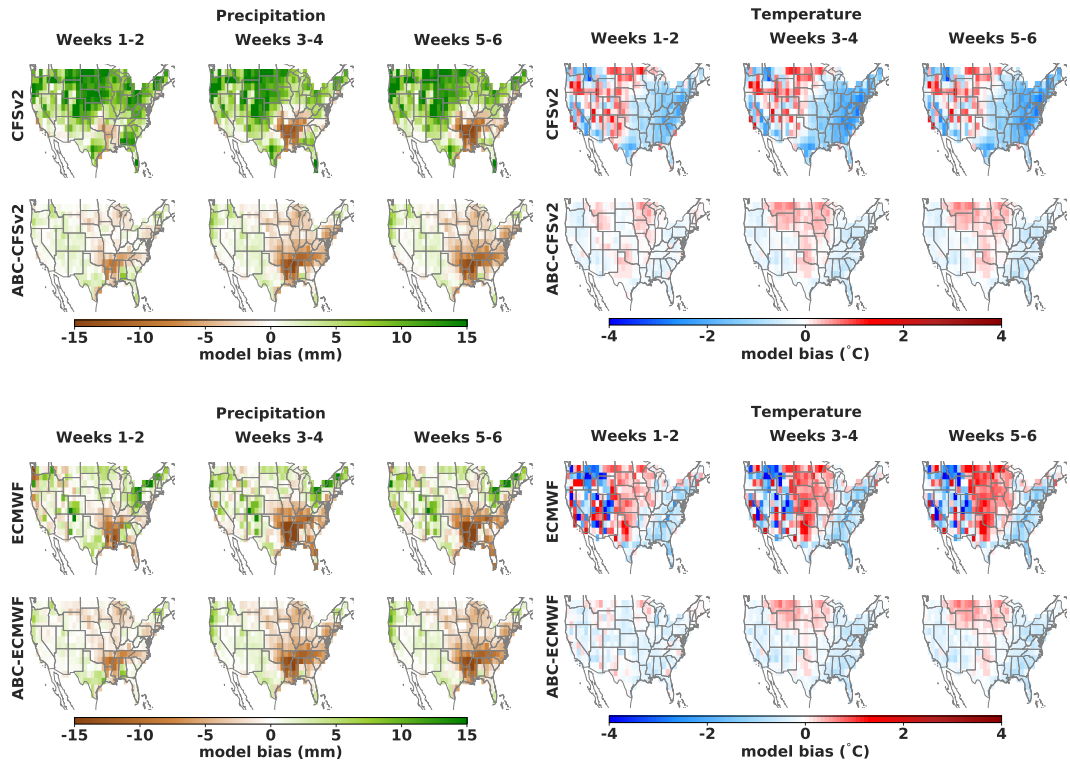 Precipitation
Weeks 1-2 Weeks 3-4 Weeks 5-6
CFSv2
ABC-CFSv2
-15 -10 -5 0 5 10 15
model bias (mm)
Temperature
Weeks 1-2 Weeks 3-4 Weeks 5-6
CFSv2
ABC-CFSv2
-4 -2 0 2 4
model bias (°C)
Precipitation
Weeks 1-2 Weeks 3-4 Weeks 5-6
ECMWF
ABC-ECMWF
-15 -10 -5 0 5 10 15
model bias (mm)
Temperature
Weeks 1-2 Weeks 3-4 Weeks 5-6
ECMWF
ABC-ECMWF
-4 -2 0 2 4
model bias (°C)